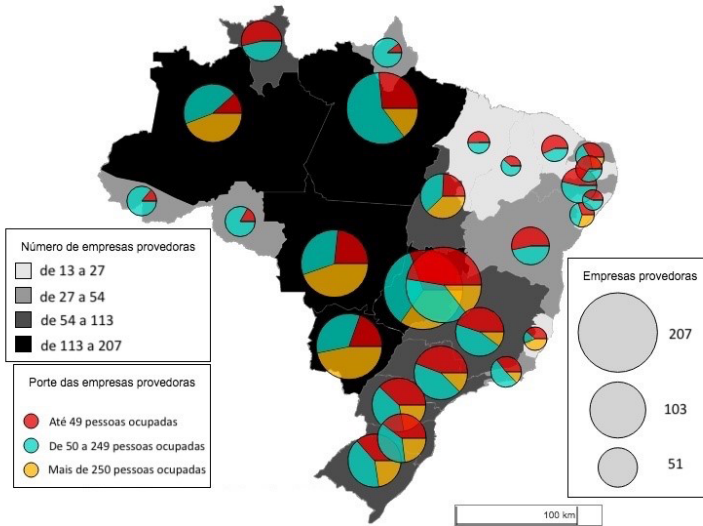 Número de empresas provedoras
de 13 a 27
de 27 a 54
de 54 a 113
de 113 a 207
Porte das empresas provedoras
Até 49 pessoas ocupadas
De 50 a 249 pessoas ocupadas
Mais de 250 pessoas ocupadas
Empresas provedoras
207
103
51
100 km